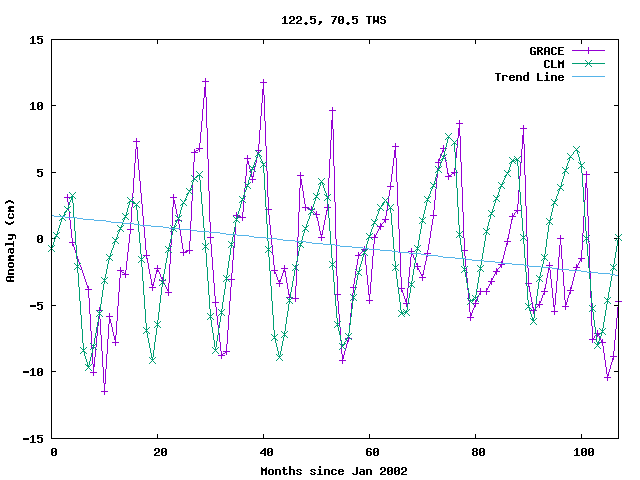 122.5, 70.5 TWS
GRACE
CLM
Trend Line
15
10
5
0
-5
-10
-15
Anomaly (cm)
0 20 40 60 80 100
Months since Jan 2002